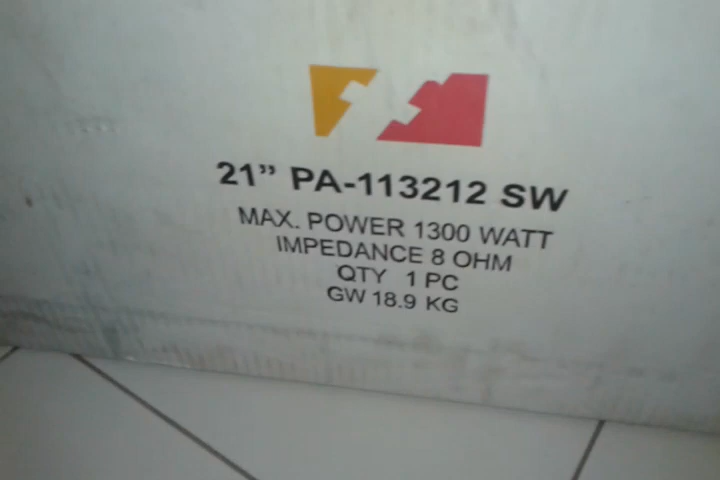 21” PA-113212 SW
MAX. POWER 1300 WATT
IMPEDANCE 8 OHM
QTY 1 PC
GW 18.9 KG